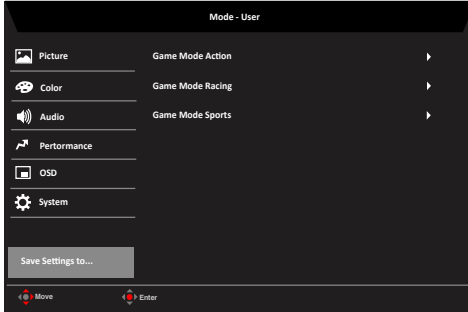 Mode - User
Picture
Color
Audio
Pertormance
OSD
System
Save Settings to...
Game Mode Action
Game Mode Racing
Game Mode Sports
Move
Enter